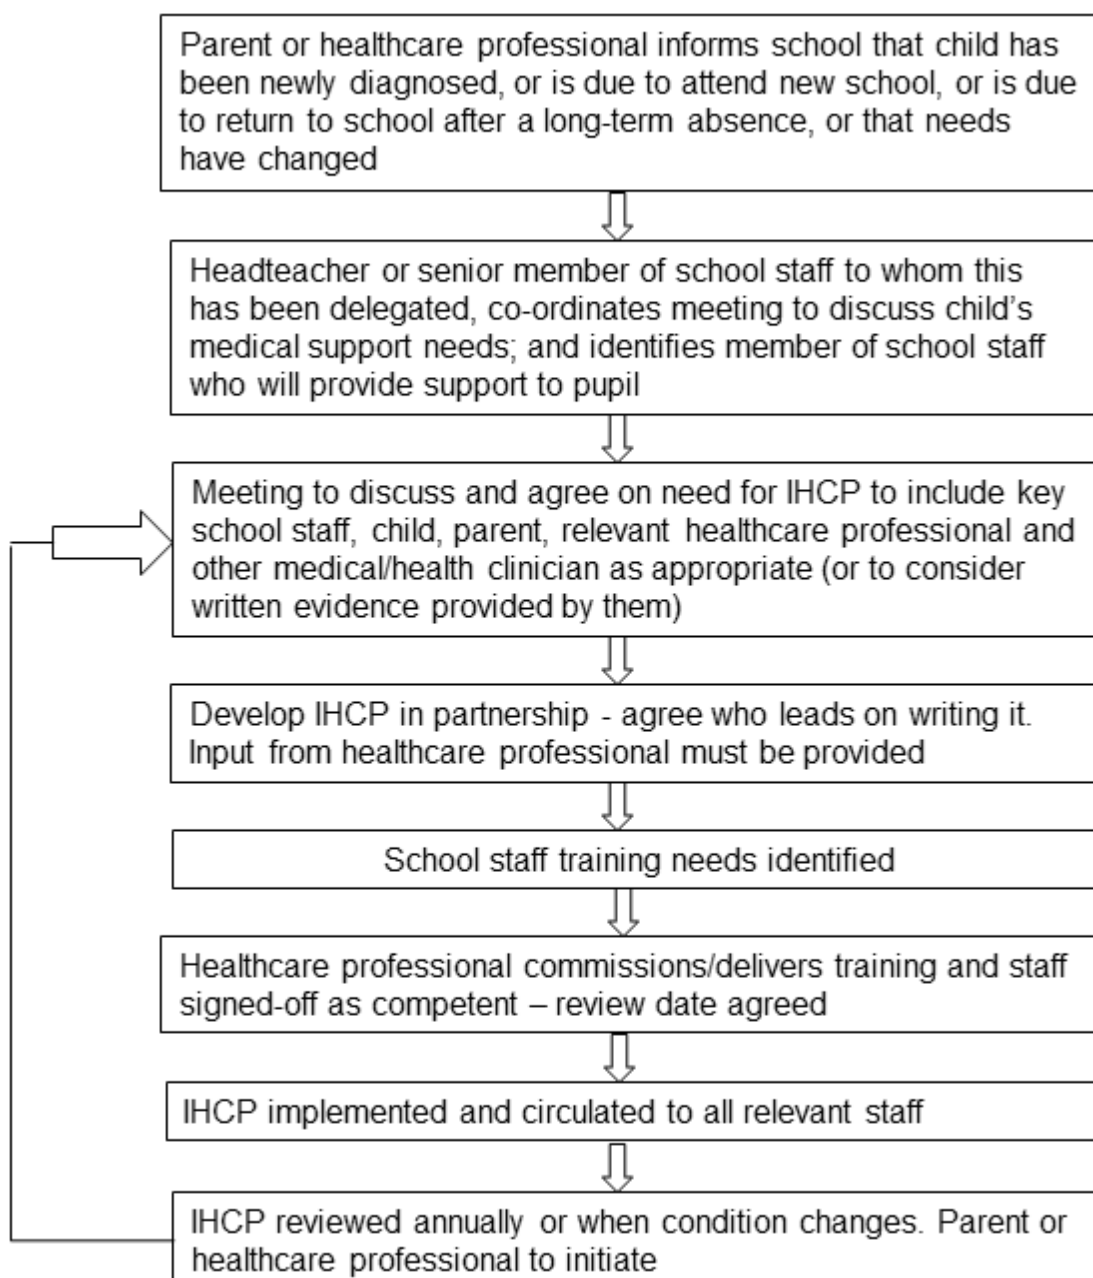 Parent or healthcare professional informs school that child has
been newly diagnosed, or is due to attend new school, or is due
to return to school after a long-term absence, or that needs
have changed
Headteacher or senior member of school staff to whom this
has been delegated, co-ordinates meeting to discuss child's
medical support needs; and identifies member of school staff
who will provide support to pupil
Meeting to discuss and agree on need for IHCP to include key
school staff, child, parent, relevant healthcare professional and
other medical/health clinician as appropriate (or to consider
written evidence provided by them)
Develop IHCP in partnership - agree who leads on writing it.
Input from healthcare professional must be provided
School staff training needs identified
Healthcare professional commissions/delivers training and staff
signed-off as competent – review date agreed
IHCP implemented and circulated to all relevant staff
IHCP reviewed annually or when condition changes. Parent or
healthcare professional to initiate